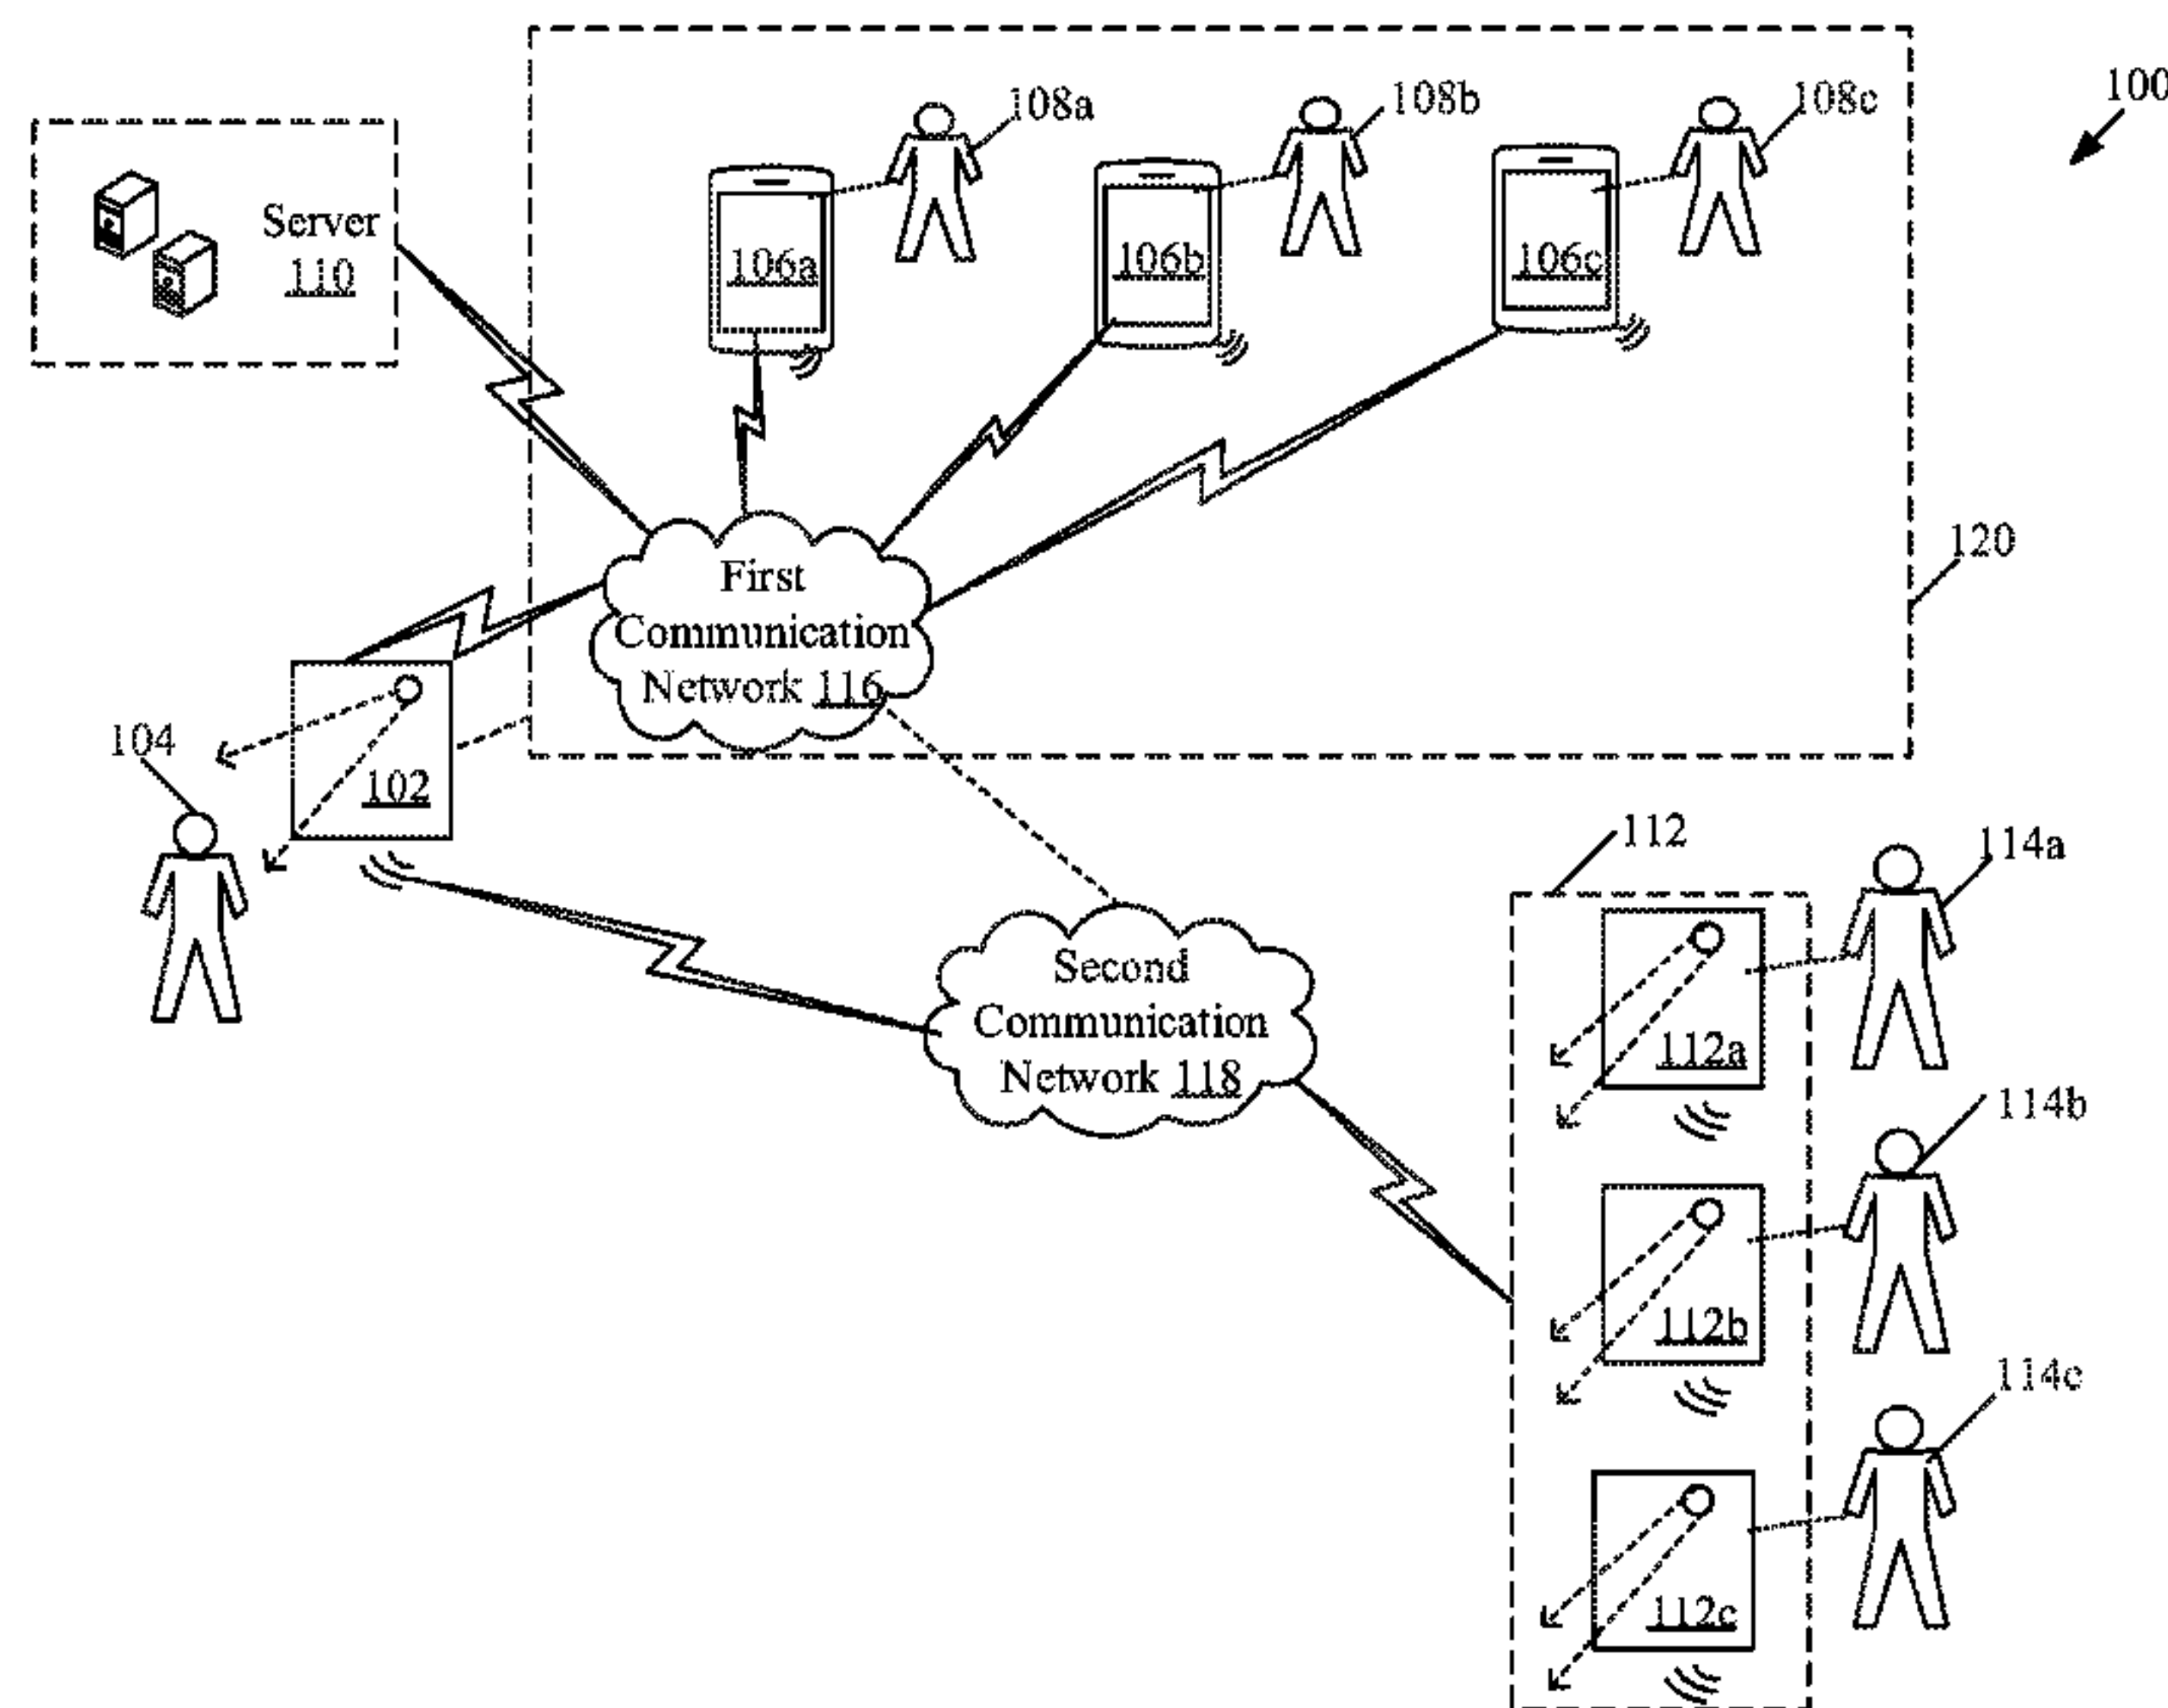 100
108a
108b
108c
Server
110
106a
106b
106c
120
First
Communication
Network 116
104
102
112
114a
Second
Communication
Network 118
112a
114b
112b
114c
112c